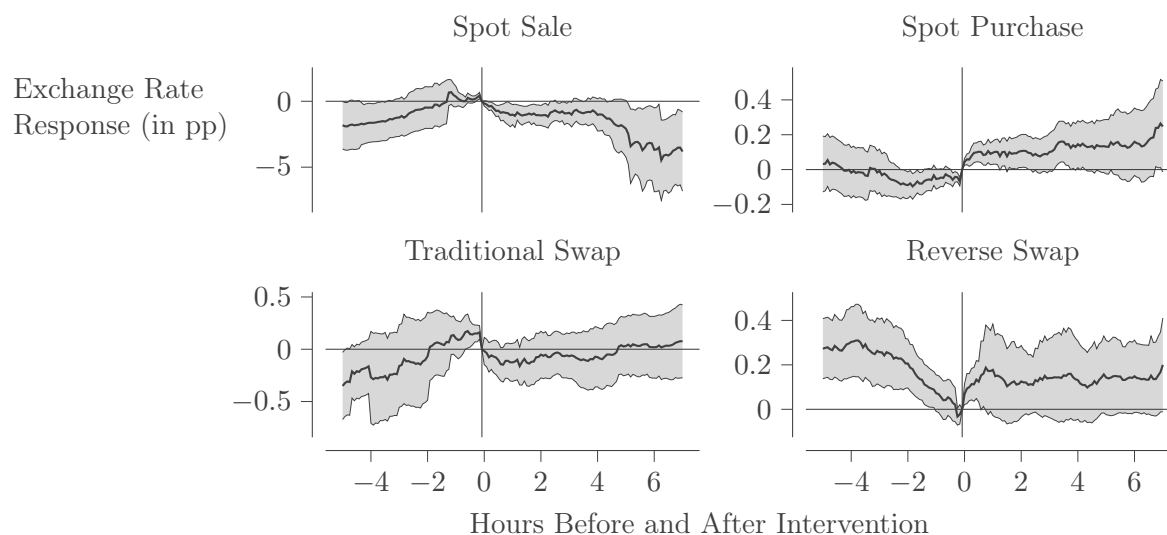 Spot Sale
Spot Purchase
Exchange Rate
Response (in pp)
0
−5
0.4
0.2
0
−0.2
Traditional Swap
Reverse Swap
0.5
0
−0.5
0.4
0.2
0
−4 −2 0 2 4 6
−4 −2 0 2 4 6
Hours Before and After Intervention